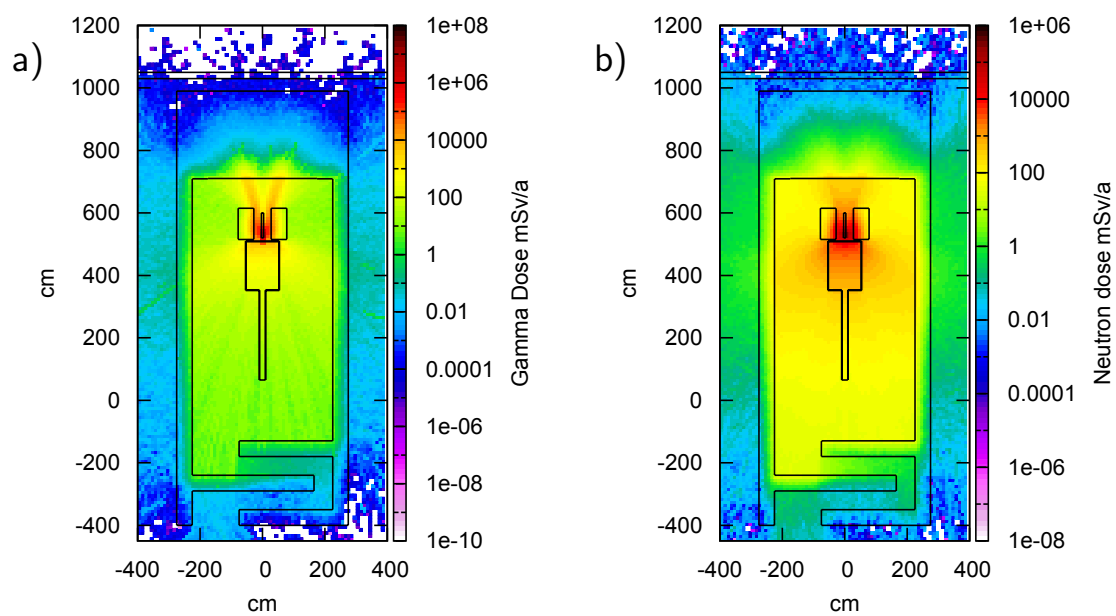 a)
1200
1000
800
600
400
200
0
-200
-400
cm
-400 -200 0 200 400
cm
1e+08
1e+06
10000
100
1
0.01
0.0001
1e-06
1e-08
1e-10
Gamma Dose mSv/a
b)
1200
1000
800
600
400
200
0
-200
-400
cm
-400 -200 0 200 400
cm
1e+06
10000
100
1
0.01
0.0001
1e-06
1e-08
Neutron dose mSv/a